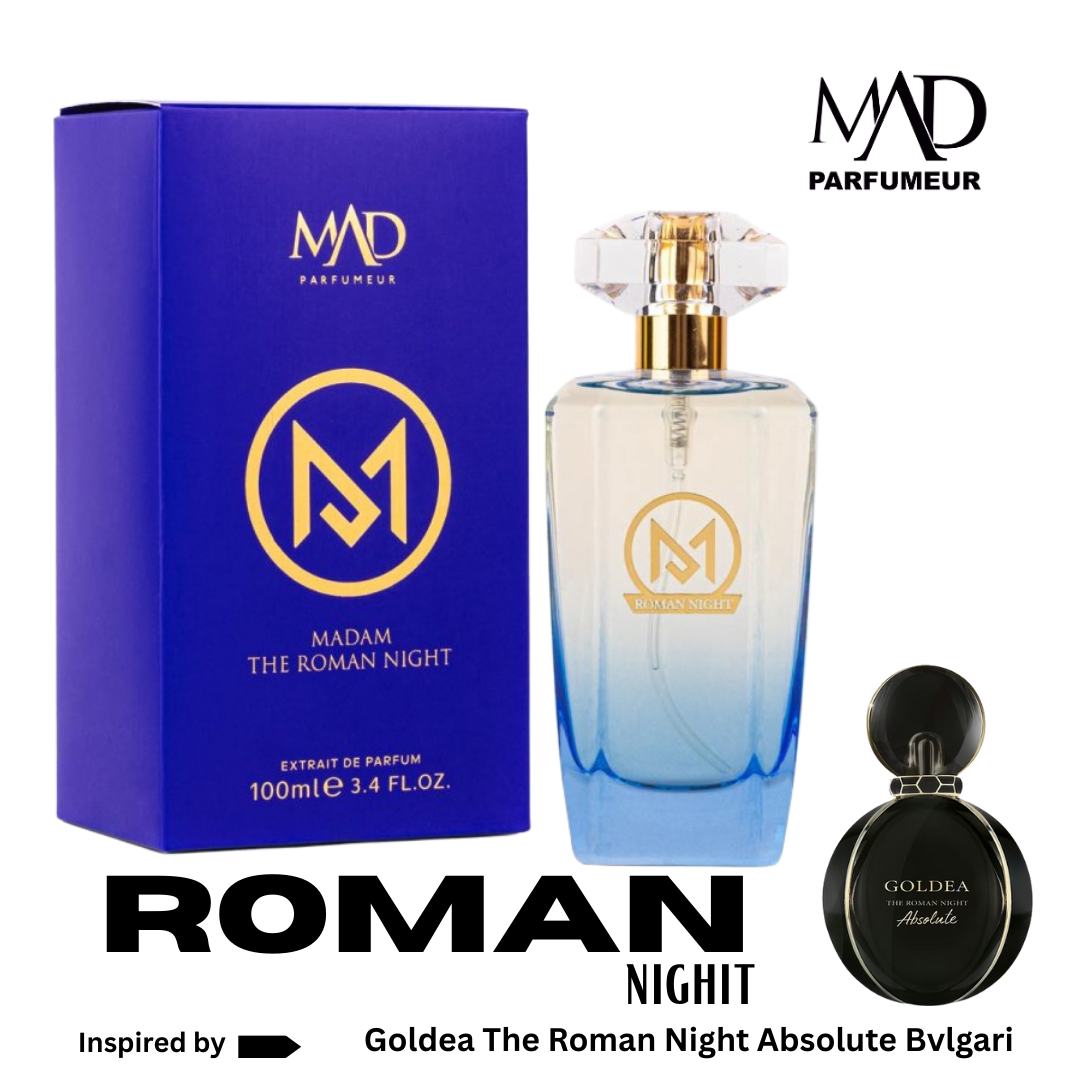 MAD
PARFUMEUR
MAD
PARFUMEUR
MADAM
THE ROMAN NIGHT
EXTRAIT DE PARFUM
100ml℮ 3.4 FL.OZ.
ROMAN NIGHT
GOLDEA
THE ROMAN NIGHT
Absolute
ROMAN
NIGHIT
Inspired by
Goldea The Roman Night Absolute Bvlgari